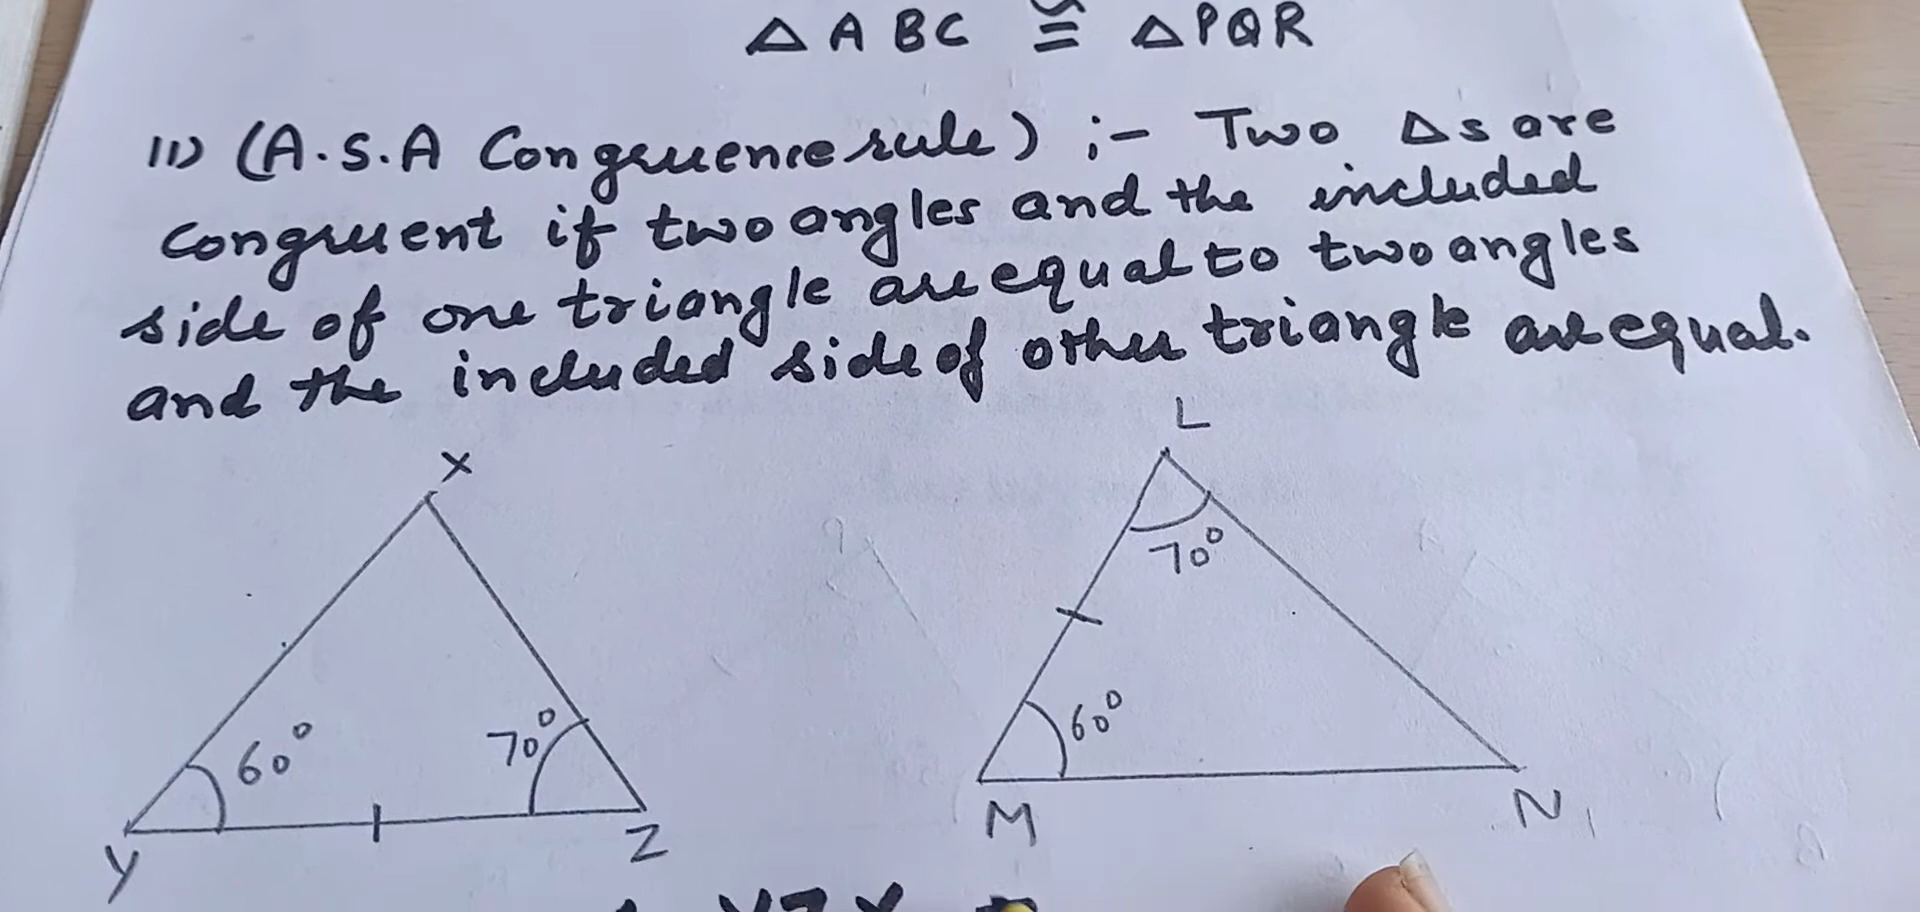 △ABC ≅ △PQR
11) (A.S.A Congruence rule) ;- Two △s are
congruent if two angles and the included
side of one triangle are equal to two angles
and the included side of other triangle are equal.
X
L
70°
60°
70°
60°
Y
Z
M
N